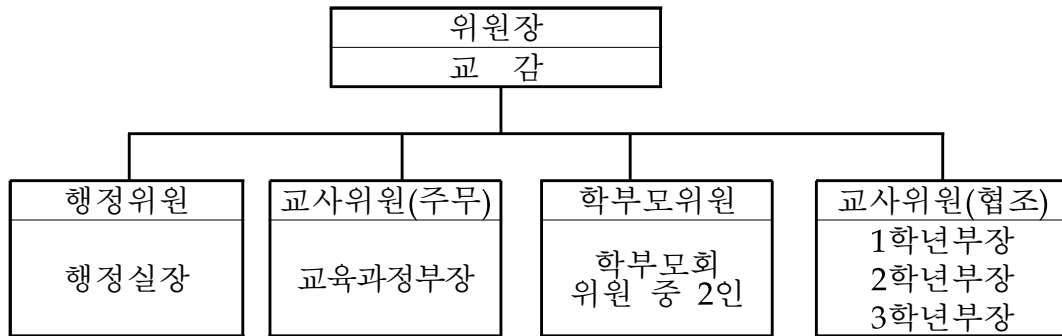 위원장
교 감
행정위원
행정실장
교사위원(주무)
교육과정부장
학부모위원
학부모회
위원 중 2인
교사위원(협조)
1학년부장
2학년부장
3학년부장